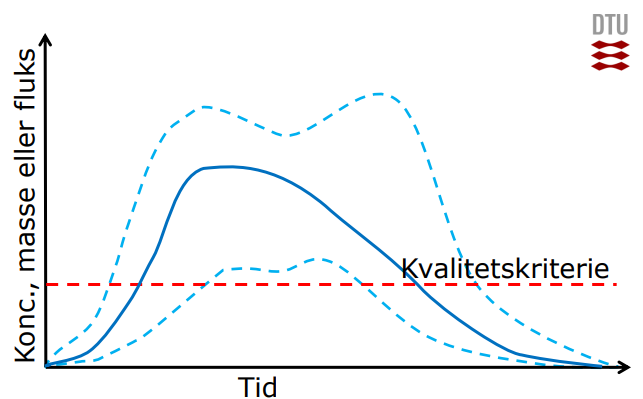 DTU
Konc., masse eller fluks
Kvalitetskriterie
Tid